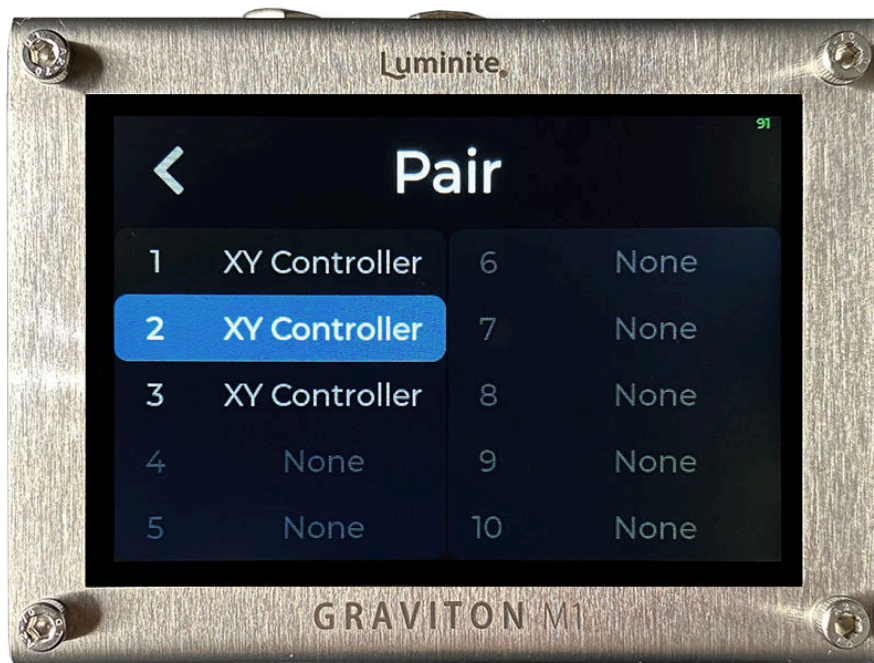 Luminite
91
Pair
1 XY Controller
2 XY Controller
3 XY Controller
4 None
5 None
6 None
7 None
8 None
9 None
10 None
GRAVITON M1